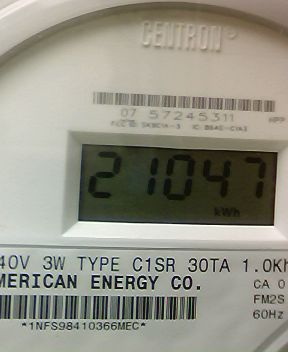 CENTRON®
07 57245311
21047
kWh
40V 3W TYPE C1SR 30TA 1.0Kh
MERICAN ENERGY CO.
CA 0
FM2S
60Hz
*1NFS98410366MEC*